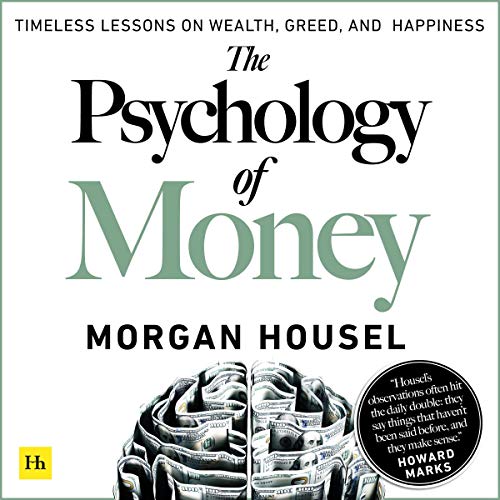 TIMELESS LESSONS ON WEALTH, GREED, AND HAPPINESS
The
Psychology
of
Money
MORGAN HOUSEL
"Housel's
observations often hit
the daily double: they
say things that haven't
been said before, and
they make sense."
HOWARD
MARKS
Hh